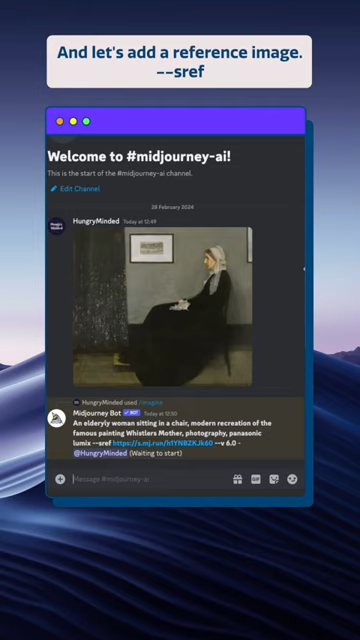 And let's add a reference image.
--sref
Welcome to #midjourney-ai!
This is the start of the #midjourney-ai channel.
Edit Channel
28 February 2024
HungryMinded Today at 12:49
HungryMinded used /imagine
Midjourney Bot BOT Today at 12:50
An elderly woman sitting in a chair, modern recreation of the
famous painting Whistlers Mother, photography, panasonic
lumix --sref https://s.mj.run/h1YNBZKJk60 --v 6.0 -
@HungryMinded (Waiting to start)
Message #midjourney-ai
GIF